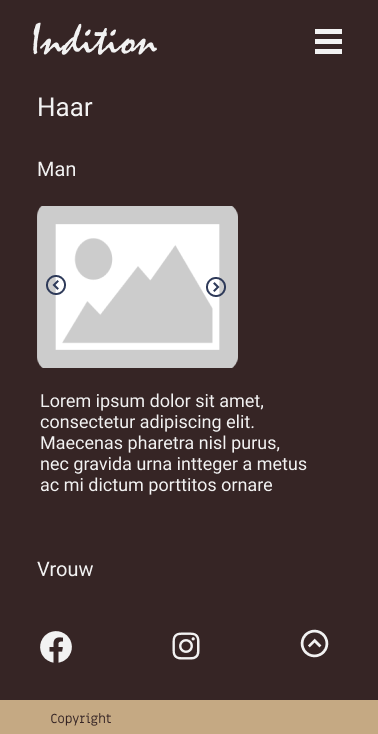 Indition
Haar
Man
Lorem ipsum dolor sit amet,
consectetur adipiscing elit.
Maecenas pharetra nisl purus,
nec gravida urna intteger a metus
ac mi dictum porttitos ornare
Vrouw
Copyright